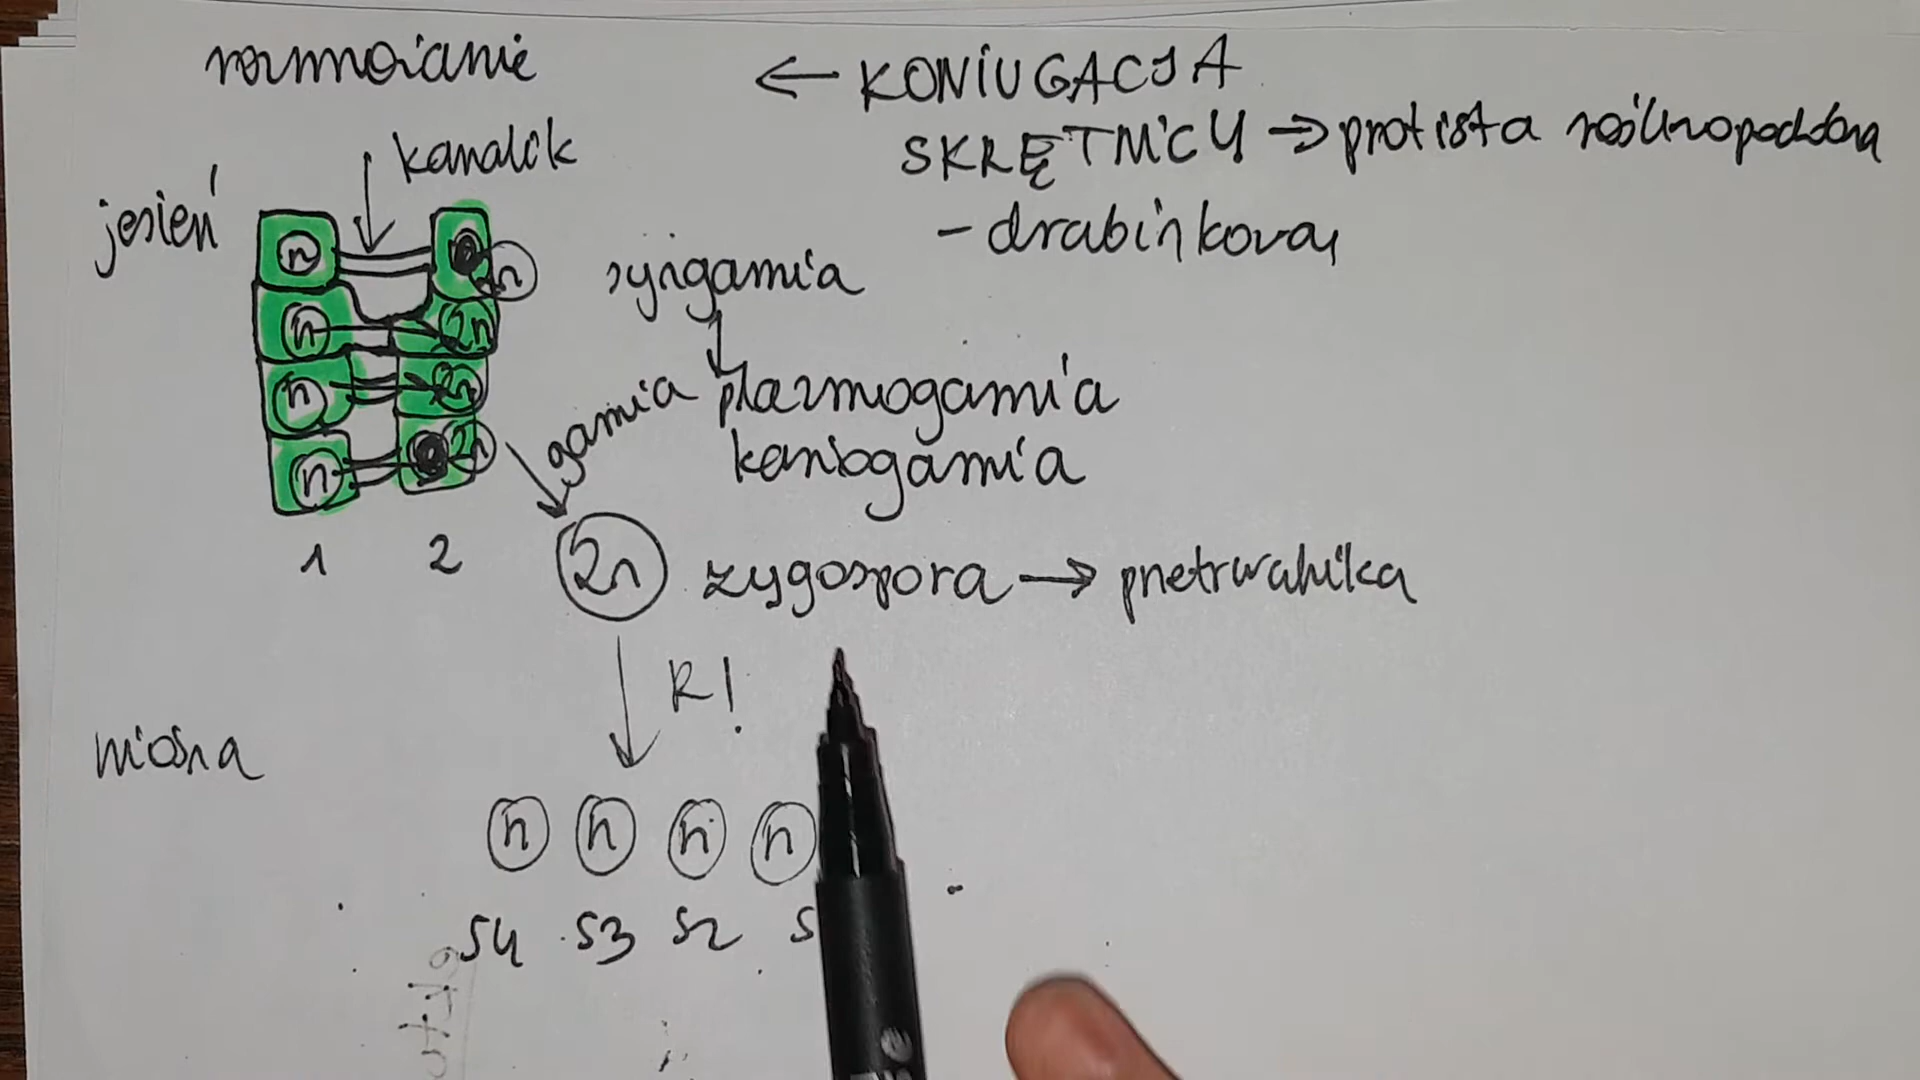 rozmnażanie
← KONIUGACJA
SKRĘTNICY → protista roślinopodobna
- drabinkowa
kanalik
jesień
n
2n
syngamia
n
2n
n
2n
gamia
plazmogamia
kariogamia
n
2n
1 2
2n
zygospora → przetrwalnika
R!
wiosna
n n n n
S4 S3 S2 S